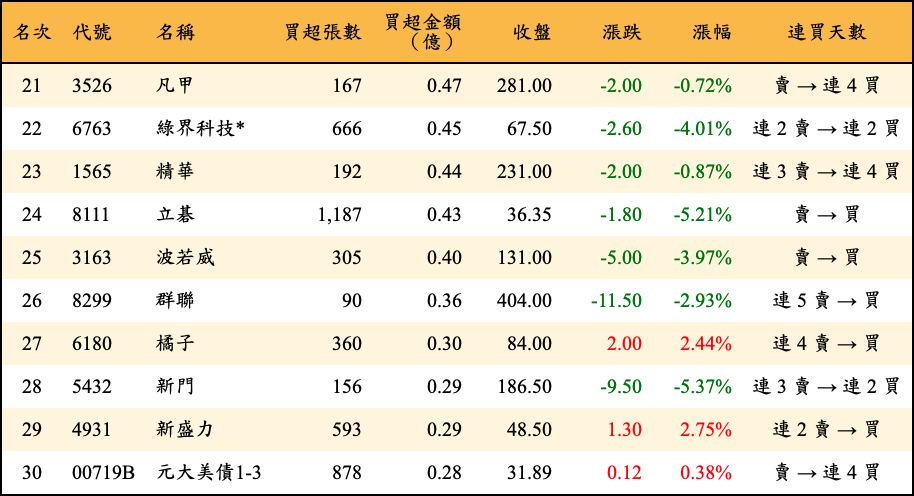 名次 代號 名稱 買超張數 買超金額（億） 收盤 漲跌 漲幅 連買天數
21 3526 凡甲 167 0.47 281.00 -2.00 -0.72% 賣→連4買
22 6763 綠界科技* 666 0.45 67.50 -2.60 -4.01% 連2賣→連2買
23 1565 精華 192 0.44 231.00 -2.00 -0.87% 連3賣→連4買
24 8111 立碁 1,187 0.43 36.35 -1.80 -5.21% 賣→買
25 3163 波若威 305 0.40 131.00 -5.00 -3.97% 賣→買
26 8299 群聯 90 0.36 404.00 -11.50 -2.93% 連5賣→買
27 6180 橘子 360 0.30 84.00 2.00 2.44% 連4賣→買
28 5432 新門 156 0.29 186.50 -9.50 -5.37% 連3賣→連2買
29 4931 新盛力 593 0.29 48.50 1.30 2.75% 連2賣→買
30 00719B 元大美債1-3 878 0.28 31.89 0.12 0.38% 賣→連4買